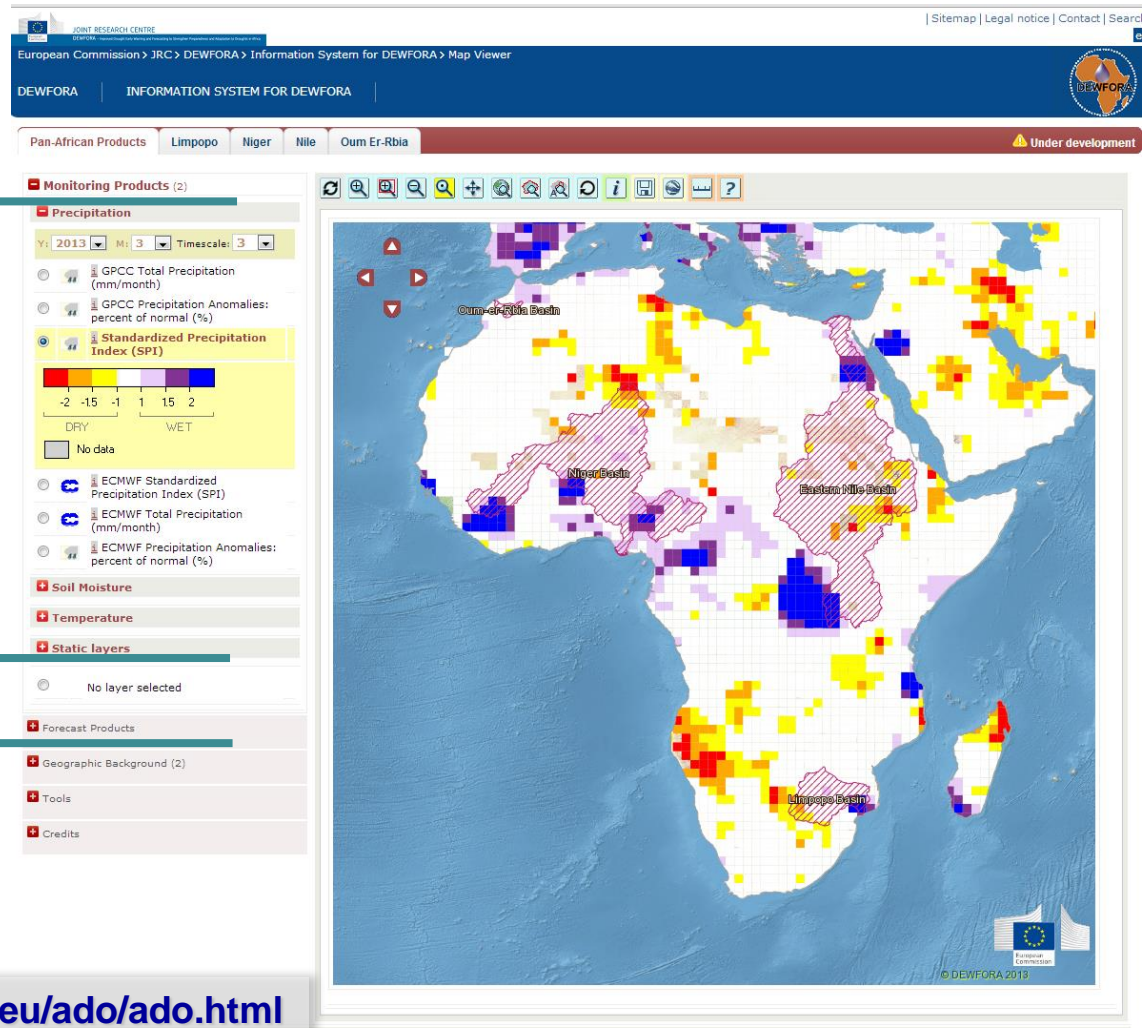 | Sitemap | Legal notice | Contact | Search
JOINT RESEARCH CENTRE
European Commission > JRC > DEWFORA > Information System for DEWFORA > Map Viewer
DEWFORA
INFORMATION SYSTEM FOR DEWFORA
DEWFORA
Pan-African Products
Limpopo
Niger
Nile
Oum Er-Rbia
Under development
Monitoring Products (2)
Precipitation
Y: 2013 M: 3 Timescale: 3
i GPCC Total Precipitation
(mm/month)
i GPCC Precipitation Anomalies:
percent of normal (%)
i Standardized Precipitation
Index (SPI)
-2 -1.5 -1 1 1.5 2
DRY WET
No data
i ECMWF Standardized
Precipitation Index (SPI)
i ECMWF Total Precipitation
(mm/month)
i ECMWF Precipitation Anomalies:
percent of normal (%)
Soil Moisture
Temperature
Static layers
No layer selected
Forecast Products
Geographic Background (2)
Tools
Credits
i
?
Oum-er-Rbia Basin
Niger Basin
Eastern Nile Basin
Limpopo Basin
European
Commission
© DEWFORA 2013
eu/ado/ado.html